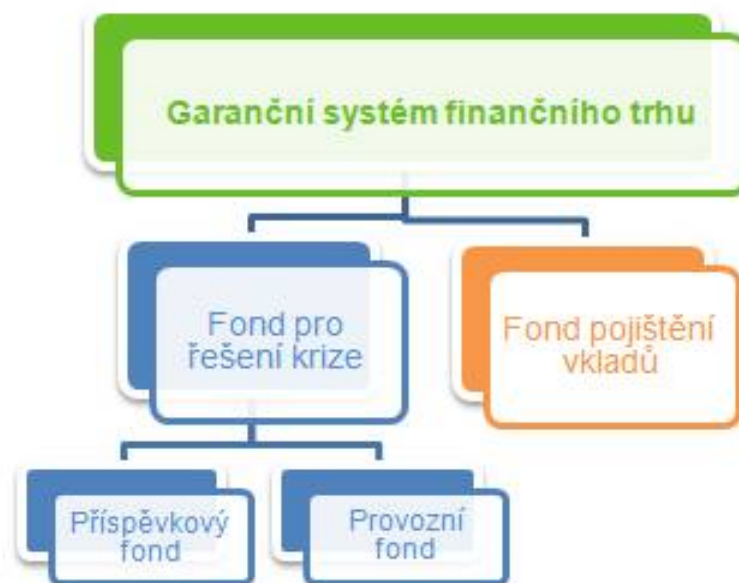 Garanční systém finančního trhu
Fond pro
řešení krize
Fond pojištění
vkladů
Příspěvkový
fond
Provozní
fond